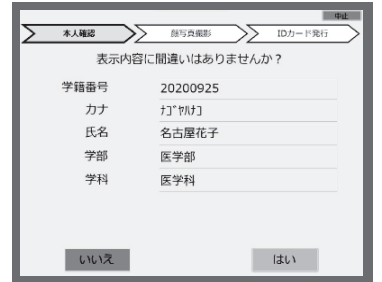 中止
本人確認 顔写真撮影 IDカード発行
表示内容に間違いはありませんか？
学籍番号 20200925
カナ ﾅｺﾞﾔﾊﾅｺ
氏名 名古屋花子
学部 医学部
学科 医学科
いいえ はい